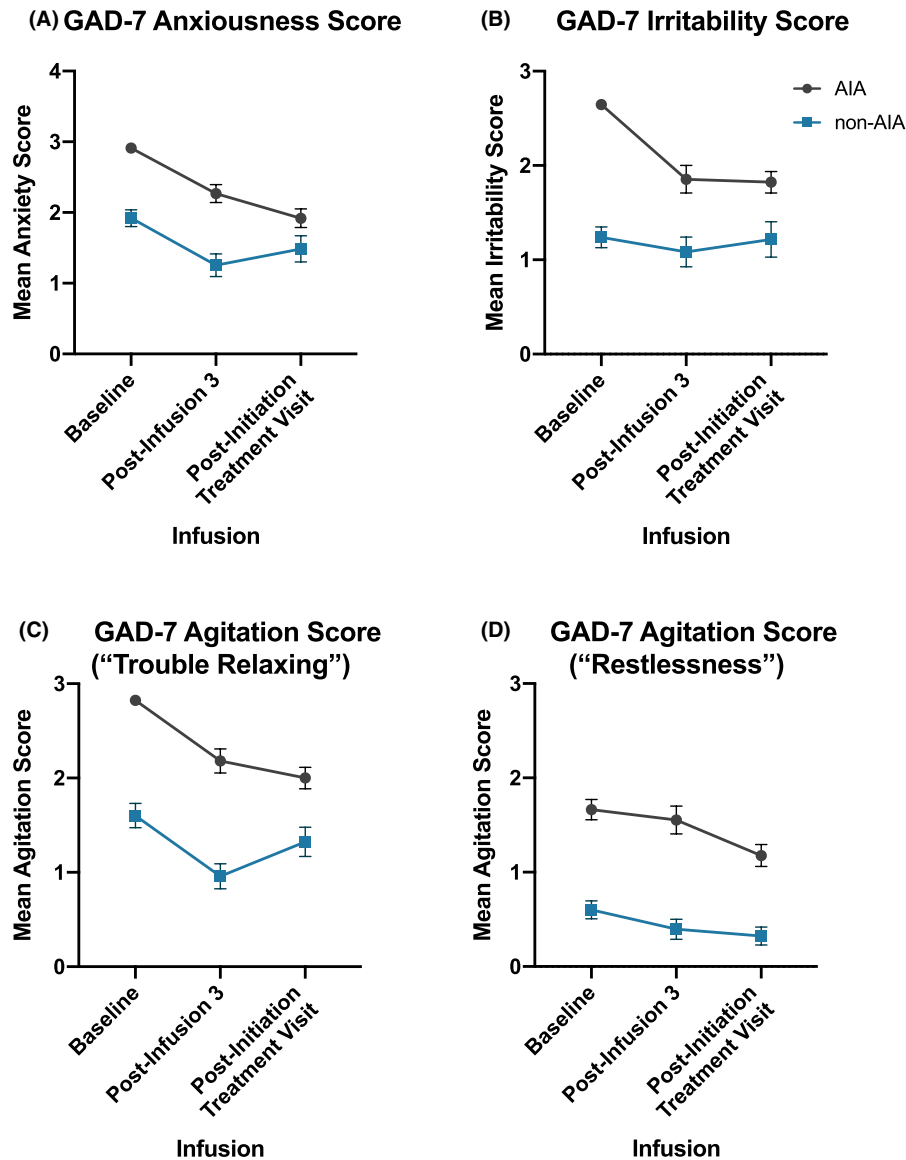 (A) GAD-7 Anxiousness Score
4
3
2
1
0
Mean Anxiety Score
Baseline
Post-Infusion 3
Post-Initiation
Treatment Visit
Infusion
(B) GAD-7 Irritability Score
3
2
1
0
Mean Irritability Score
Baseline
Post-Infusion 3
Post-Initiation
Treatment Visit
Infusion
AIA
non-AIA
(C) GAD-7 Agitation Score
(“Trouble Relaxing”)
3
2
1
0
Mean Agitation Score
Baseline
Post-Infusion 3
Post-Initiation
Treatment Visit
Infusion
(D) GAD-7 Agitation Score
(“Restlessness”)
3
2
1
0
Mean Agitation Score
Baseline
Post-Infusion 3
Post-Initiation
Treatment Visit
Infusion